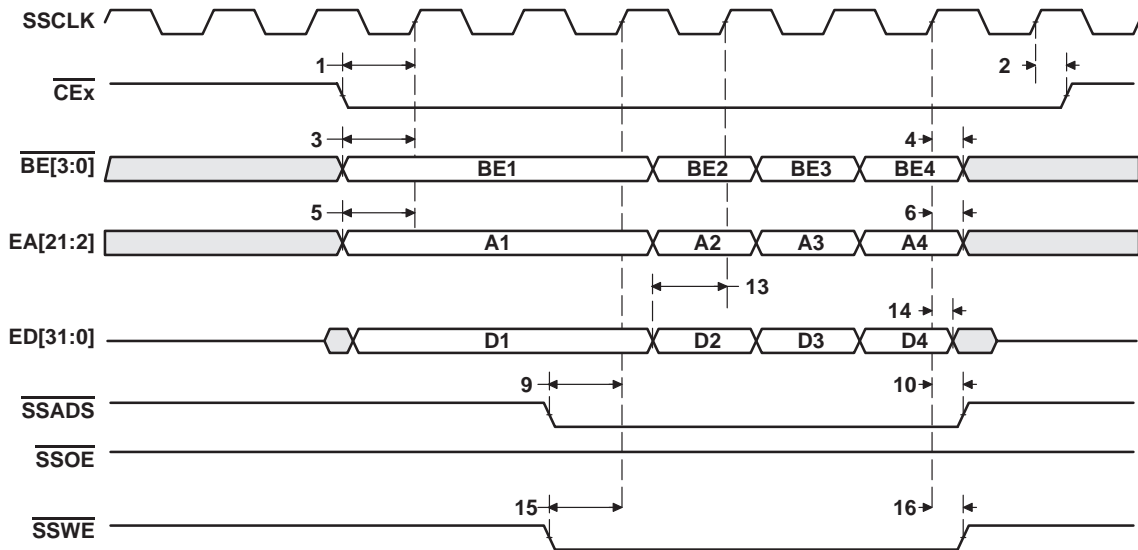 SSCLK
1 2
CEx
3 4
BE[3:0] BE1 BE2 BE3 BE4
5 6
EA[21:2] A1 A2 A3 A4
13
14
ED[31:0] D1 D2 D3 D4
9 10
SSADS
SSOE
15 16
SSWE